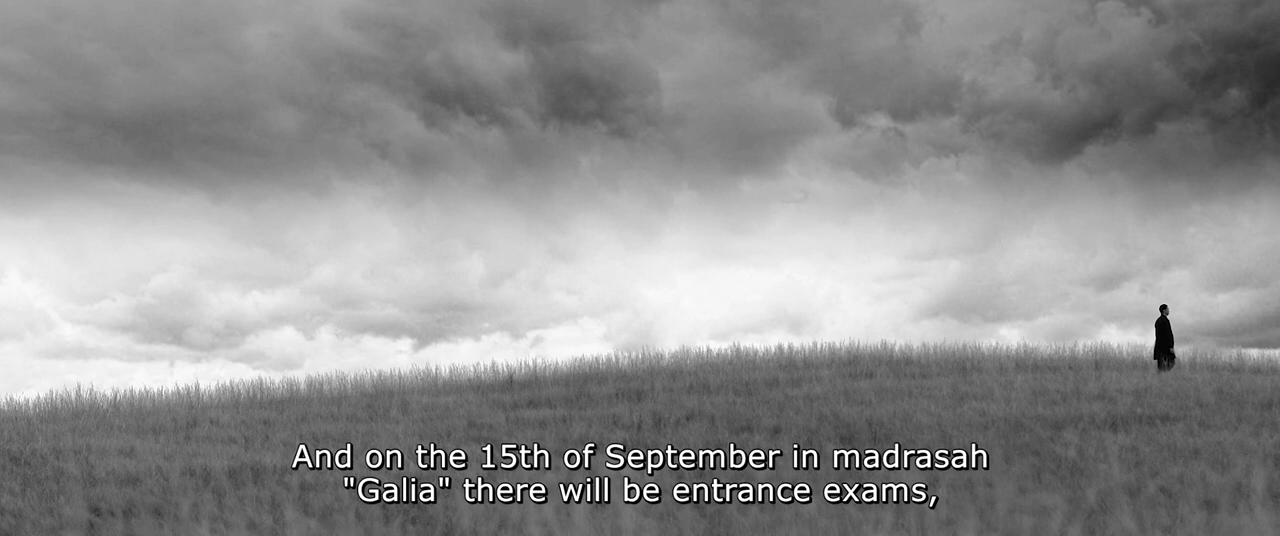 And on the 15th of September in madrasah
"Galia" there will be entrance exams,